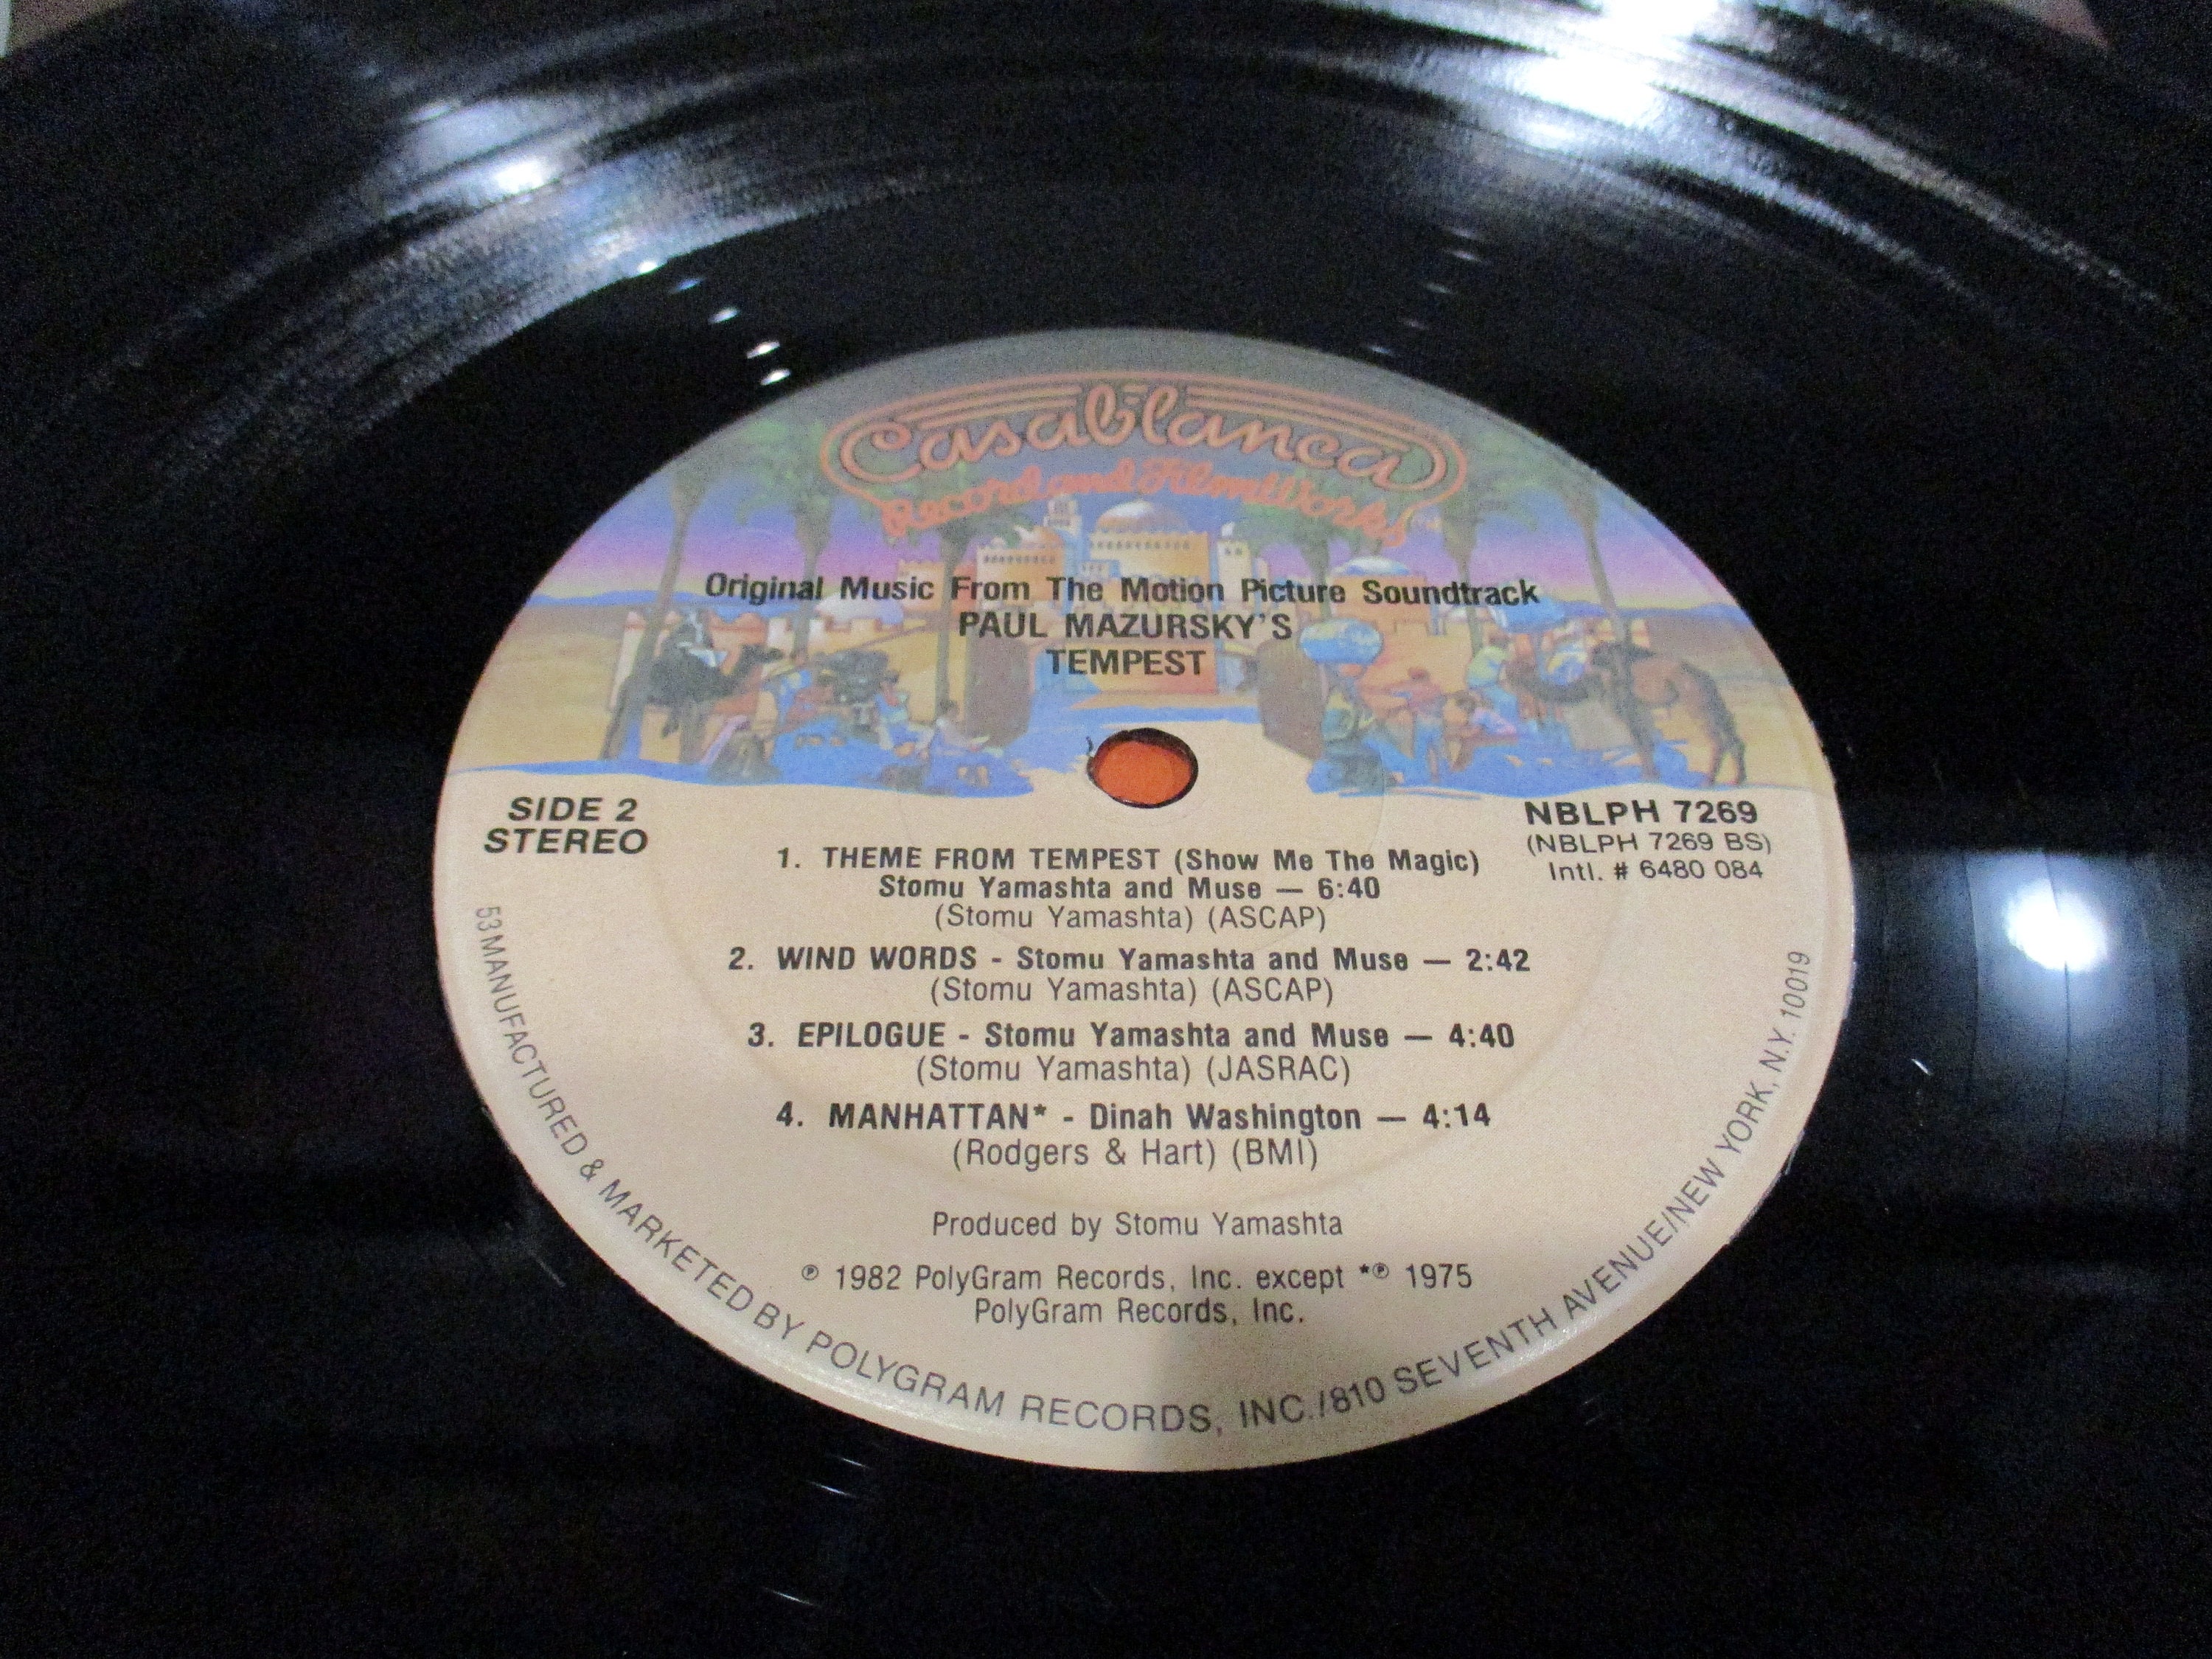 Casablanca
Record and FilmWorks
Original Music From The Motion Picture Soundtrack
PAUL MAZURSKY'S
TEMPEST
SIDE 2
STEREO
NBLPH 7269
(NBLPH 7269 BS)
Intl. # 6480 084
1. THEME FROM TEMPEST (Show Me The Magic)
Stomu Yamashta and Muse — 6:40
(Stomu Yamashta) (ASCAP)
2. WIND WORDS - Stomu Yamashta and Muse — 2:42
(Stomu Yamashta) (ASCAP)
3. EPILOGUE - Stomu Yamashta and Muse — 4:40
(Stomu Yamashta) (JASRAC)
4. MANHATTAN* - Dinah Washington — 4:14
(Rodgers & Hart) (BMI)
Produced by Stomu Yamashta
℗ 1982 PolyGram Records, Inc. except *℗ 1975
PolyGram Records, Inc.
53 MANUFACTURED & MARKETED BY POLYGRAM RECORDS, INC./810 SEVENTH AVENUE/NEW YORK, N.Y. 10019